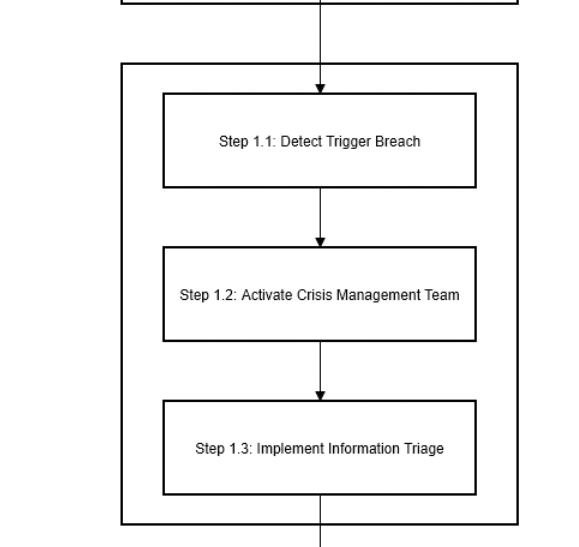 Step 1.1: Detect Trigger Breach
Step 1.2: Activate Crisis Management Team
Step 1.3: Implement Information Triage